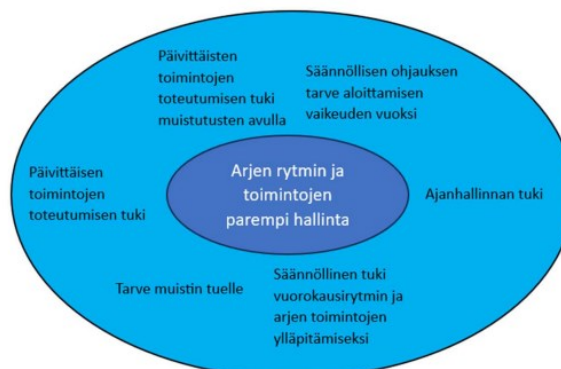 Päivittäisten
toimintojen
toteutumisen tuki
muistutusten avulla
Säännöllisen ohjauksen
tarve aloittamisen
vaikeuden vuoksi
Päivittäisen
toimintojen
toteutumisen tuki
Arjen rytmin ja
toimintojen
parempi hallinta
Ajanhallinnan tuki
Tarve muistin tuelle
Säännöllinen tuki
vuorokausirytmin ja
arjen toimintojen
ylläpitämiseksi